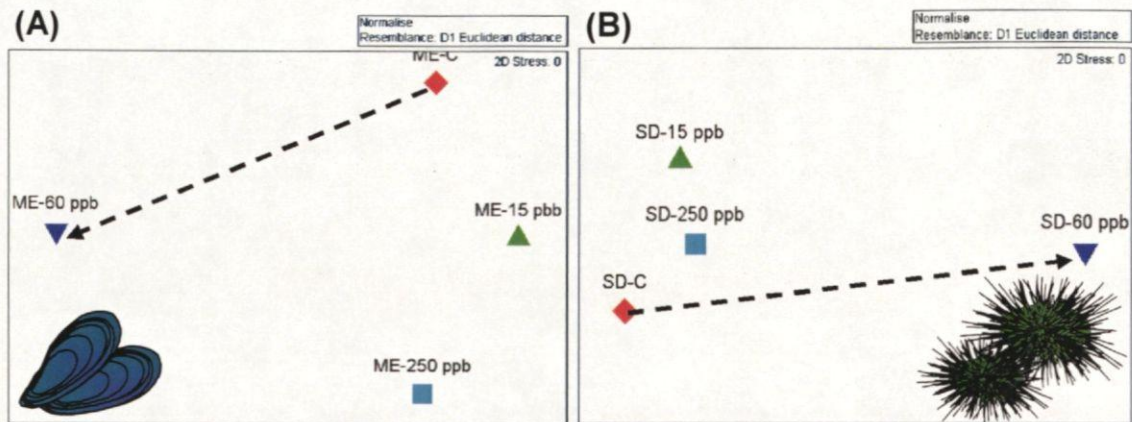 (A)
Normalise
Resemblance: D1 Euclidean distance
2D Stress: 0
ME-C
ME-60 ppb
ME-15 pbb
ME-250 ppb
(B)
Normalise
Resemblance: D1 Euclidean distance
2D Stress: 0
SD-15 ppb
SD-250 ppb
SD-60 ppb
SD-C